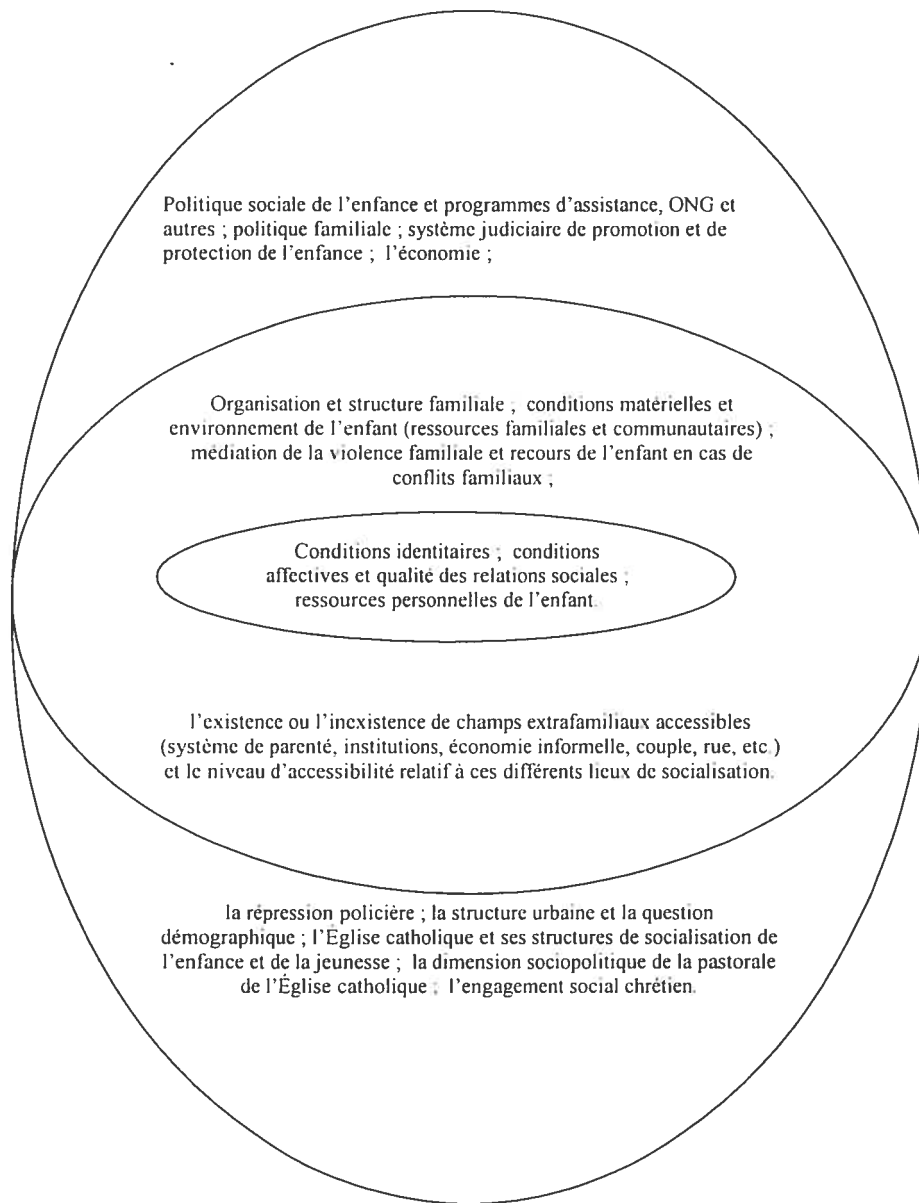 Politique sociale de l'enfance et programmes d'assistance, ONG et
autres ; politique familiale ; système judiciaire de promotion et de
protection de l'enfance ; l'économie ;
Organisation et structure familiale ; conditions matérielles et
environnement de l'enfant (ressources familiales et communautaires) ;
médiation de la violence familiale et recours de l'enfant en cas de
conflits familiaux ;
Conditions identitaires ; conditions
affectives et qualité des relations sociales ;
ressources personnelles de l'enfant.
l'existence ou l'inexistence de champs extrafamiliaux accessibles
(système de parenté, institutions, économie informelle, couple, rue, etc.)
et le niveau d'accessibilité relatif à ces différents lieux de socialisation.
la répression policière ; la structure urbaine et la question
démographique ; l'Église catholique et ses structures de socialisation de
l'enfance et de la jeunesse ; la dimension sociopolitique de la pastorale
de l'Église catholique ; l'engagement social chrétien.